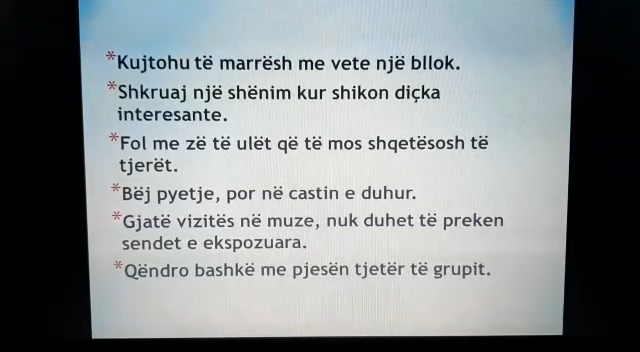 *Kujtohu të marrësh me vete një bllok.
*Shkruaj një shënim kur shikon diçka
interesante.
*Fol me zë të ulët që të mos shqetësosh të
tjerët.
*Bëj pyetje, por në castin e duhur.
*Gjatë vizitës në muze, nuk duhet të preken
sendet e ekspozuara.
*Qëndro bashkë me pjesën tjetër të grupit.